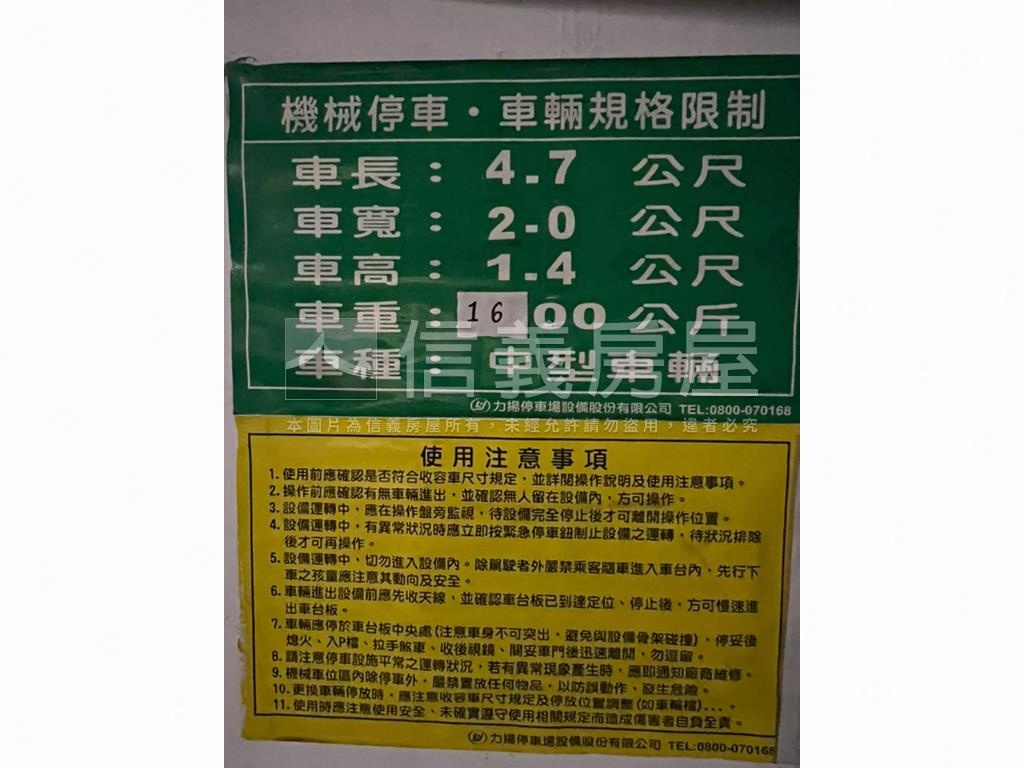 機械停車•車輛規格限制
車長：4.7 公尺
車寬：2.0 公尺
車高：1.4 公尺
車重：1600公斤
車種：中型車輛
信義房屋
力揚停車場設備股份有限公司 TEL:0800-070168
本圖片為信義房屋所有，未經允許請勿盜用，違者必究
使用注意事項
1. 使用前應確認是否符合收容車尺寸規定，並詳閱操作說明及使用注意事項。
2. 操作前應確認有無車輛進出，並確認無人留在設備內，方可操作。
3. 設備運轉中，應在操作盤旁監視，待設備完全停止後才可離開操作位置。
4. 設備運轉中，有異常狀況時應立即按緊急停車鈕制止設備之運轉，待狀況排除
後才可再操作。
5. 設備運轉中，切勿進入設備內。除駕駛者外嚴禁乘客隨車進入車台內，先行下
車之孩童應注意其動向及安全。
6. 車輛進出設備前應先收天線，並確認車台板已到達定位、停止後，方可慢速進
出車台板。
7. 車輛應停於車台板中央處(注意車身不可突出，避免與設備骨架碰撞)，停妥後
熄火、入P檔、拉手煞車、收後視鏡、關妥車門後迅速離開，勿逗留。
8. 請注意停車設施平常之運轉狀況，若有異常現象產生時，應即通知廠商維修。
9. 機械車位區內除停車外，嚴禁置放任何物品，以防誤動作，發生危險。
10. 更換車輛停放時，應注意收容車尺寸規定及停放位置調整(如車輪檔)...。
11. 使用時應注意使用安全、未確實遵守使用相關規定而造成傷害者自負全責。
力揚停車場設備股份有限公司 TEL:0800-070168